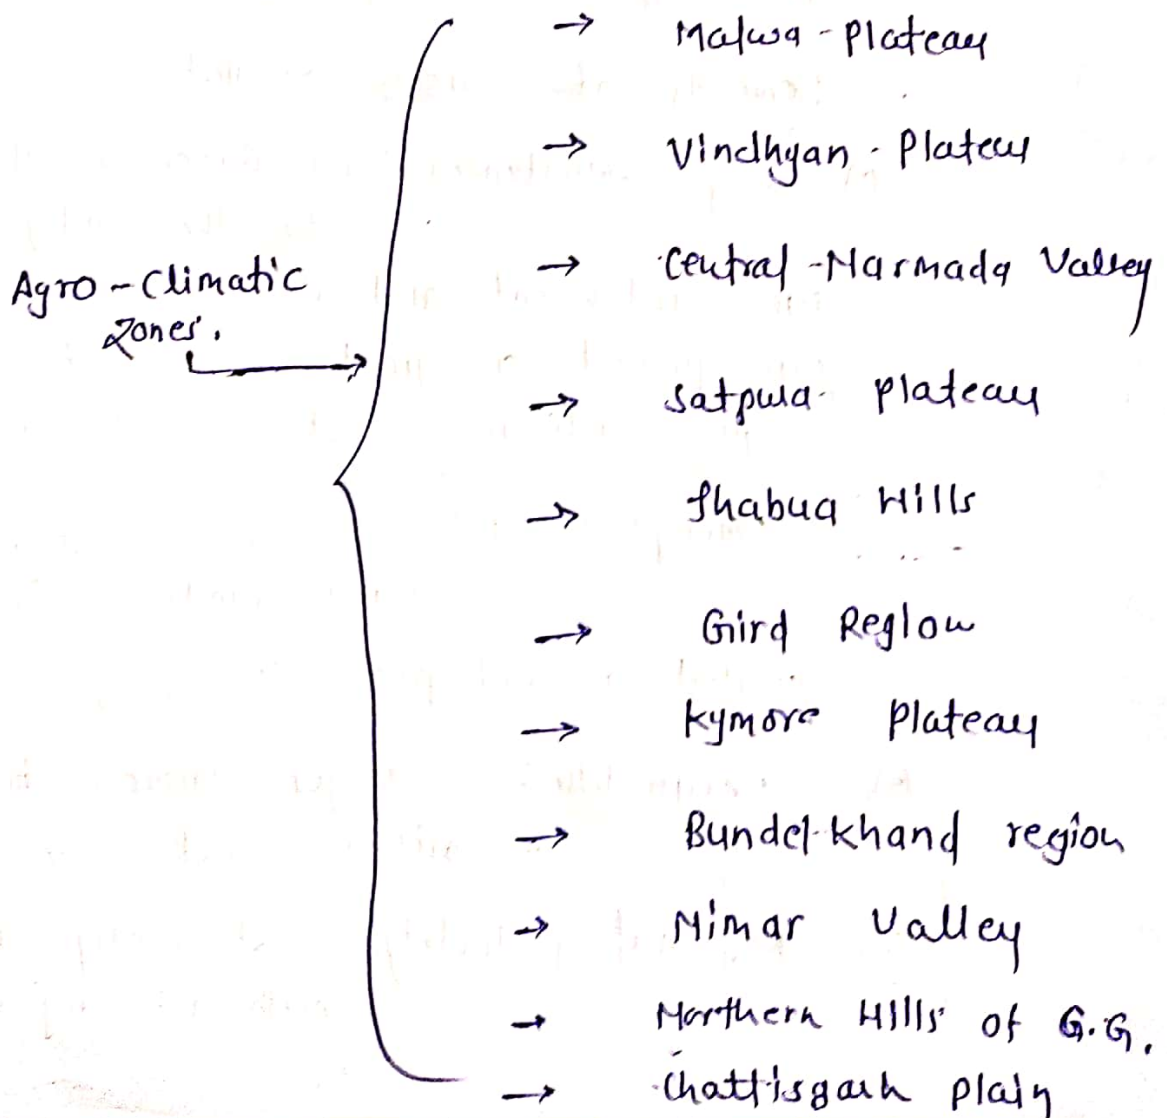 → Malwa - Plateau
→ Vindhyan - Plateau
→ Central - Narmada Valley
Agro - Climatic
Zones.
→ Satpura Plateau
→ Jhabua Hills
→ Gird Region
→ Kymore Plateau
→ Bundel-khand region
→ Nimar Valley
→ Northern Hills of G.G.
→ Chattisgarh plain